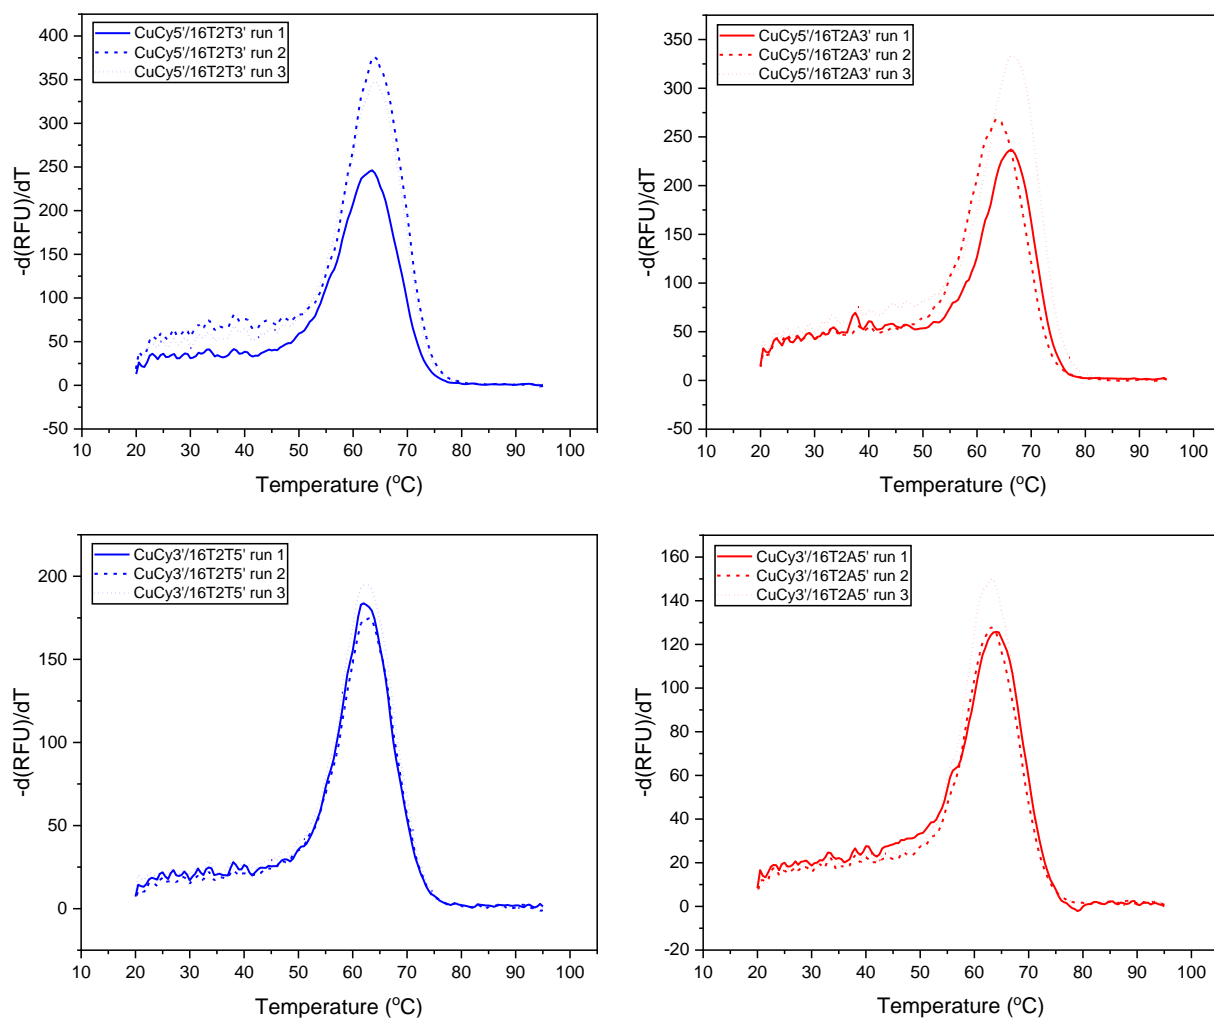 CuCy5'/16T2T3' run 1
CuCy5'/16T2T3' run 2
CuCy5'/16T2T3' run 3
400
350
300
250
200
150
100
50
0
-50
-d(RFU)/dT
10 20 30 40 50 60 70 80 90 100
Temperature (°C)
CuCy5'/16T2A3' run 1
CuCy5'/16T2A3' run 2
CuCy5'/16T2A3' run 3
350
300
250
200
150
100
50
0
-50
-d(RFU)/dT
10 20 30 40 50 60 70 80 90 100
Temperature (°C)
CuCy3'/16T2T5' run 1
CuCy3'/16T2T5' run 2
CuCy3'/16T2T5' run 3
200
150
100
50
0
-d(RFU)/dT
10 20 30 40 50 60 70 80 90 100
Temperature (°C)
CuCy3'/16T2A5' run 1
CuCy3'/16T2A5' run 2
CuCy3'/16T2A5' run 3
160
140
120
100
80
60
40
20
0
-20
-d(RFU)/dT
10 20 30 40 50 60 70 80 90 100
Temperature (°C)